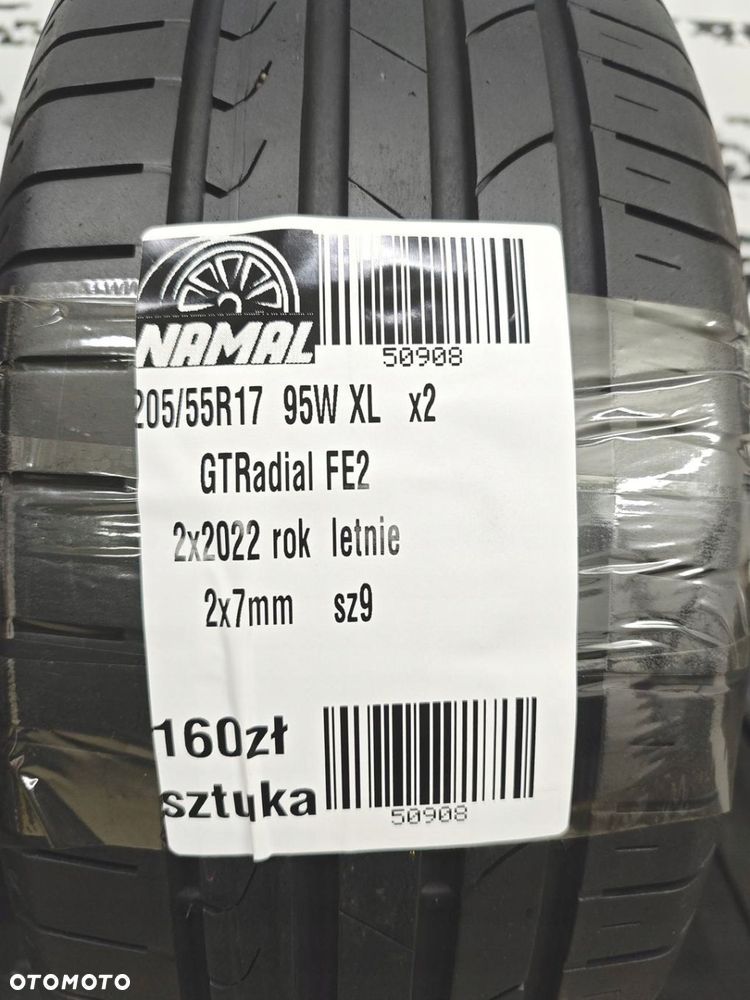 NAMAL
50908
205/55R17 95W XL x2
GTRadial FE2
2x2022 rok letnie
2x7mm sz9
160zł
sztuka
50908
OTOMOTO